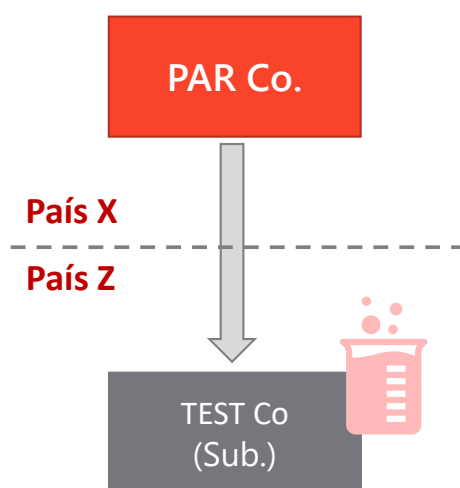 PAR Co.
País X
País Z
TEST Co
(Sub.)